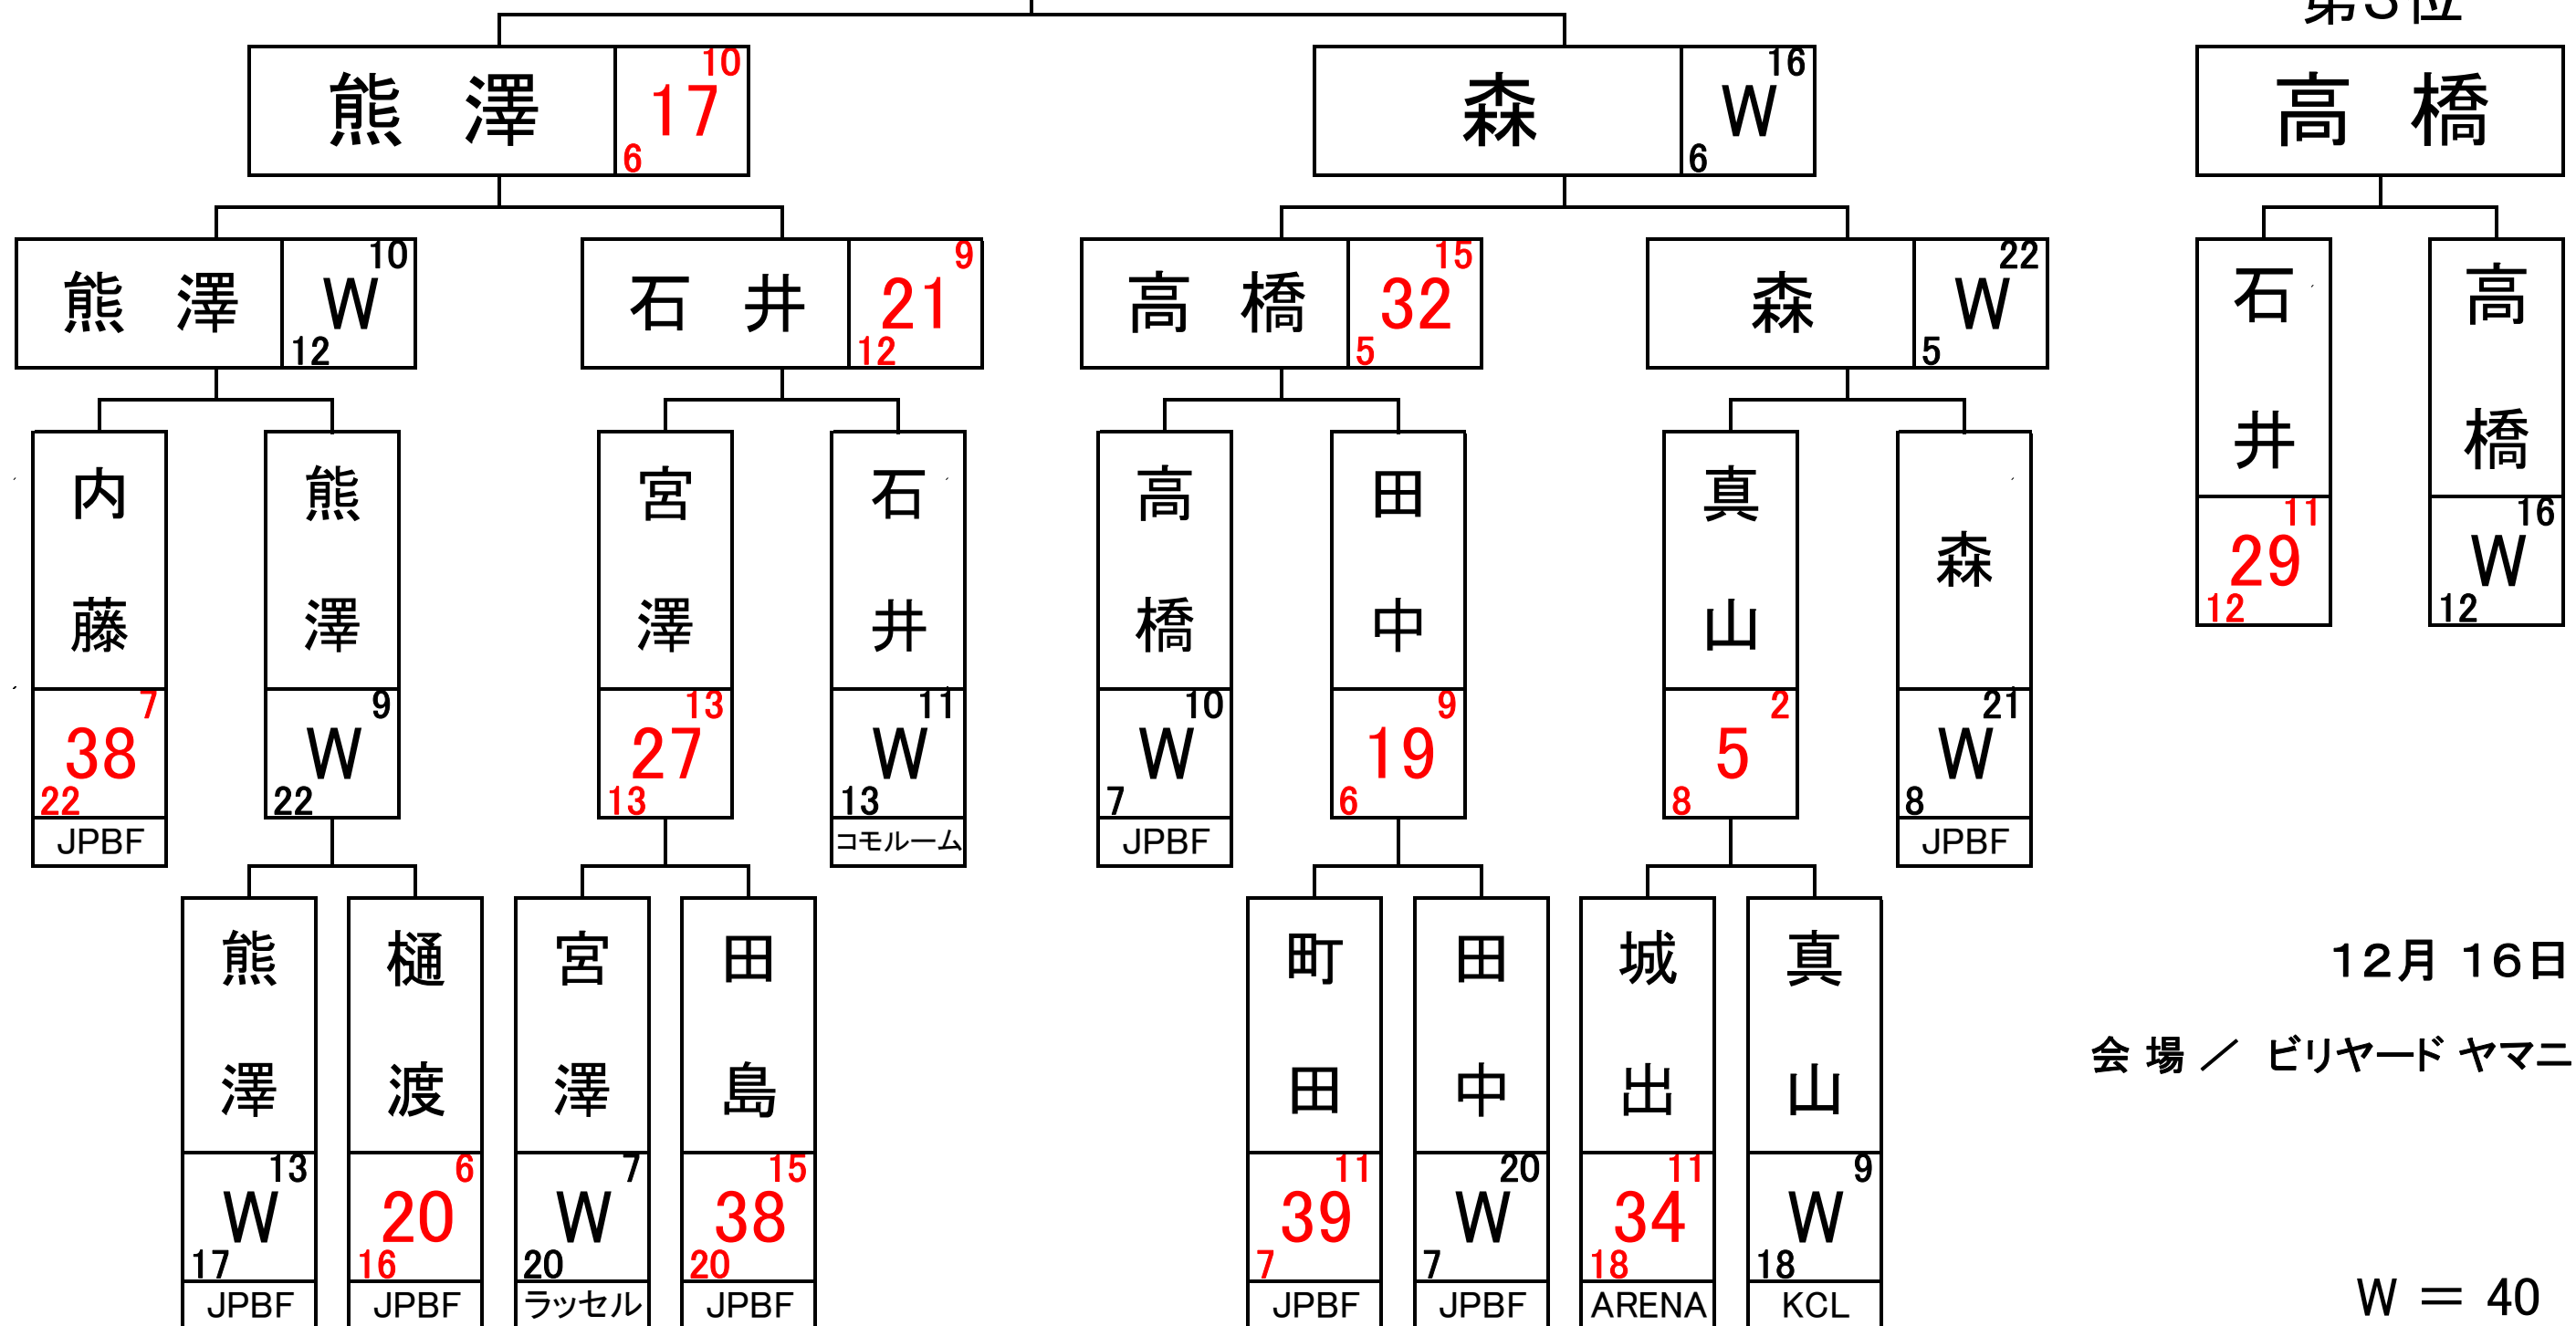 第3位
熊 澤 10 17 6
森 16 W 6
高 橋
熊 澤 10 W 12
石 井 9 21 12
高 橋 15 32 5
森 22 W 5
石井 11 29 12
高橋 16 W 12
内藤 7 38 22 JPBF
熊澤 9 W 22
宮澤 13 27 13
石井 11 W 13 コモルーム
高橋 10 W 7 JPBF
田中 9 19 6
真山 2 5 8
森 21 W 8 JPBF
熊澤 13 W 17 JPBF
樋渡 6 20 16 JPBF
宮澤 7 W 20 ラッセル
田島 15 38 20 JPBF
町田 11 39 7 JPBF
田中 20 W 7 JPBF
城出 11 34 18 ARENA
真山 9 W 18 KCL
12月 16日
会 場 ／ ビリヤード ヤマニ
W ＝ 40